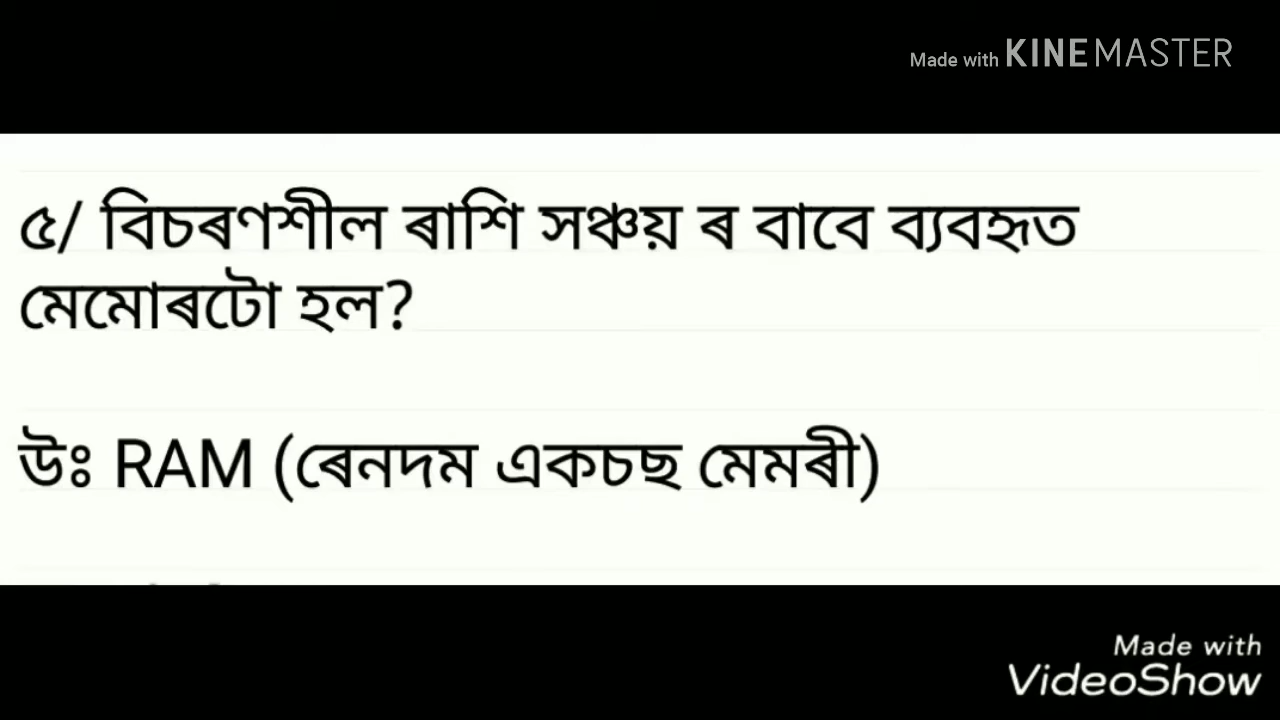 Made with KINEMASTER
৫/ বিচৰণশীল ৰাশি সঞ্চয় ৰ বাবে ব্যবহৃত
মেমোৰটো হল?
উঃ RAM (ৰেনদম একচছ মেমৰী)
Made with
VideoShow